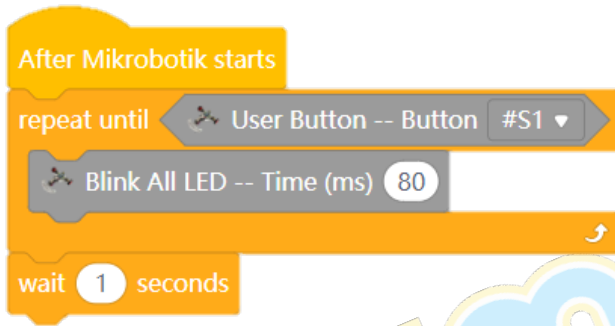 After Mikrobotik starts
repeat until User Button -- Button #S1
Blink All LED -- Time (ms) 80
wait 1 seconds